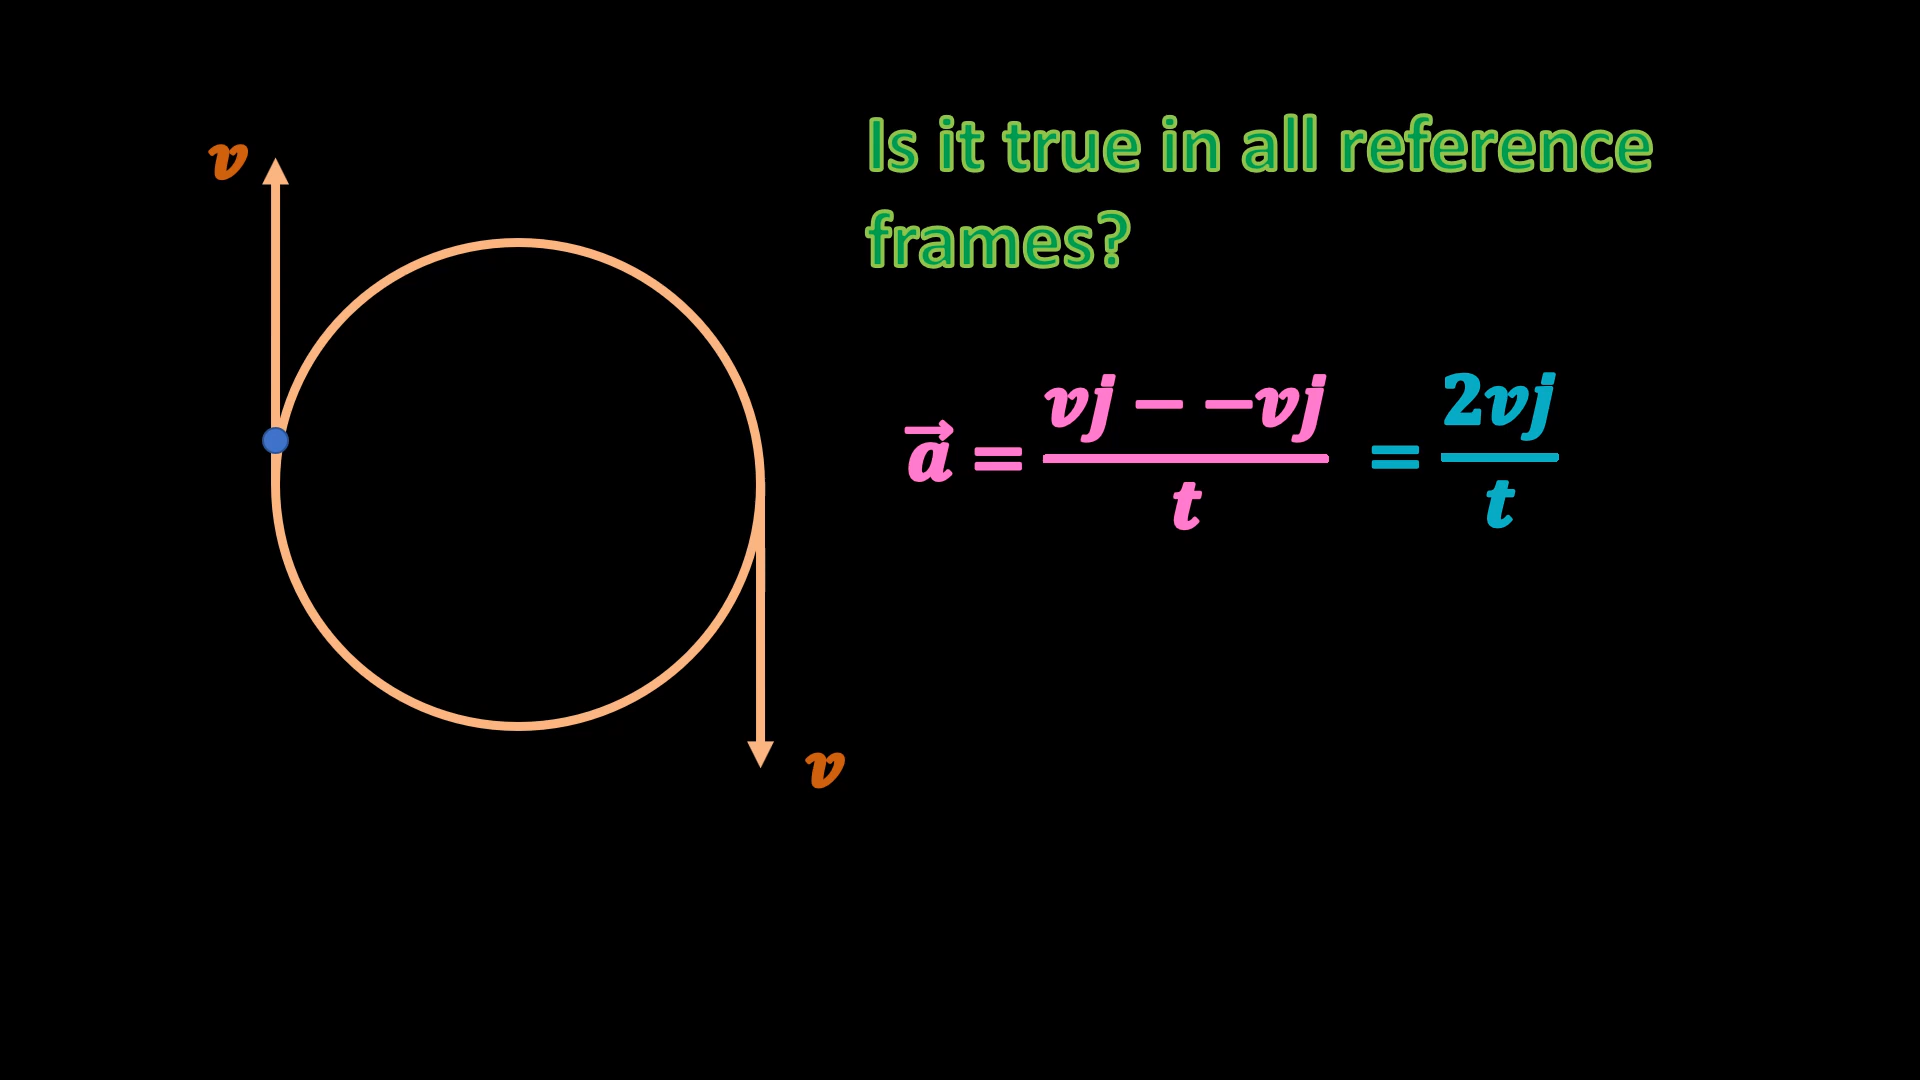 v
Is it true in all reference
frames?
a⃗ = (vj − −vj)/t = 2vj/t
v